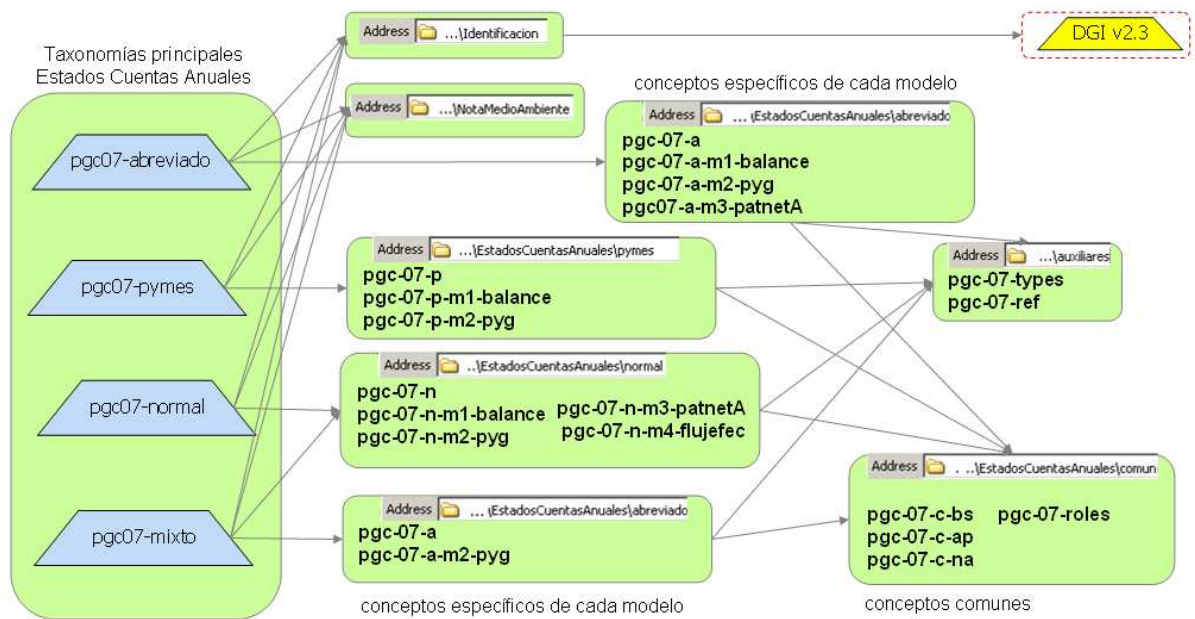 Taxonomías principales
Estados Cuentas Anuales
pgc07-abreviado
pgc07-pymes
pgc07-normal
pgc07-mixto
Address ...\Identificacion
DGI v2.3
Address ...\NotaMedioAmbiente
conceptos específicos de cada modelo
Address ... \EstadosCuentasAnuales\abreviado
pgc-07-a
pgc-07-a-m1-balance
pgc-07-a-m2-pyg
pgc07-a-m3-patnetA
Address ...\EstadosCuentasAnuales\pymes
pgc-07-p
pgc-07-p-m1-balance
pgc-07-p-m2-pyg
Address ...\auxiliares
pgc-07-types
pgc-07-ref
Address ..\EstadosCuentasAnuales\normal
pgc-07-n
pgc-07-n-m1-balance pgc-07-n-m3-patnetA
pgc-07-n-m2-pyg pgc-07-n-m4-flujefec
Address ... \EstadosCuentasAnuales\abreviado
pgc-07-a
pgc-07-a-m2-pyg
conceptos específicos de cada modelo
Address . ..\EstadosCuentasAnuales\comun
pgc-07-c-bs pgc-07-roles
pgc-07-c-ap
pgc-07-c-na
conceptos comunes